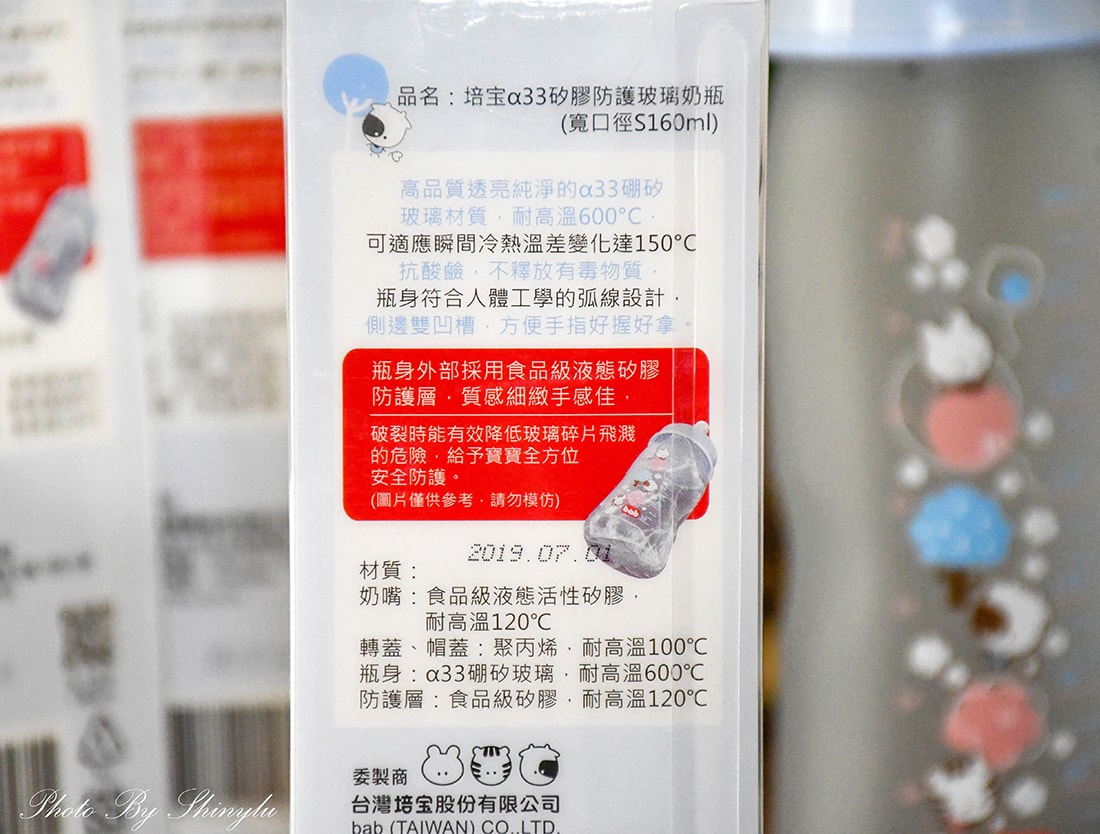 品名：培宝α33矽膠防護玻璃奶瓶
(寬口徑S160ml)
高品質透亮純淨的α33硼矽
玻璃材質，耐高溫600°C，
可適應瞬間冷熱溫差變化達150°C
抗酸鹼，不釋放有毒物質，
瓶身符合人體工學的弧線設計，
側邊雙凹槽，方便手指好握好拿。
瓶身外部採用食品級液態矽膠
防護層，質感細緻手感佳，
破裂時能有效降低玻璃碎片飛濺
的危險，給予寶寶全方位
安全防護。
(圖片僅供參考，請勿模仿)
bab
2019.07.01
材質：
奶嘴：食品級液態活性矽膠，
耐高溫120℃
轉蓋、帽蓋：聚丙烯，耐高溫100℃
瓶身：α33硼矽玻璃，耐高溫600℃
防護層：食品級矽膠，耐高溫120℃
委製商
台灣培宝股份有限公司
bab (TAIWAN) CO.,LTD.
Photo By Shinylu